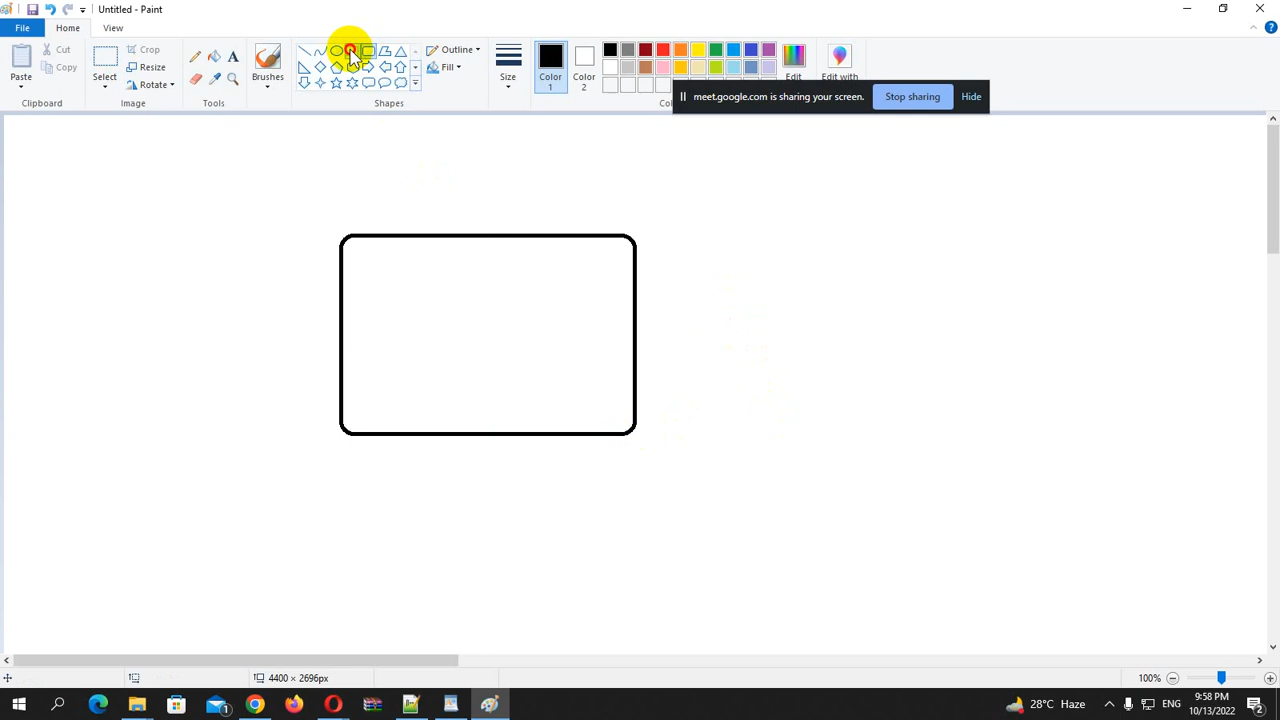 Untitled - Paint
File
Home
View
Paste
Cut
Copy
Clipboard
Select
Crop
Resize
Rotate
Image
A
Tools
Brushes
Shapes
Outline
Fill
Size
Color
1
Color
2
Edit
Edit with
meet.google.com is sharing your screen.
Stop sharing
Hide
4400 × 2696px
100%
28°C Haze
ENG
9:58 PM
10/13/2022